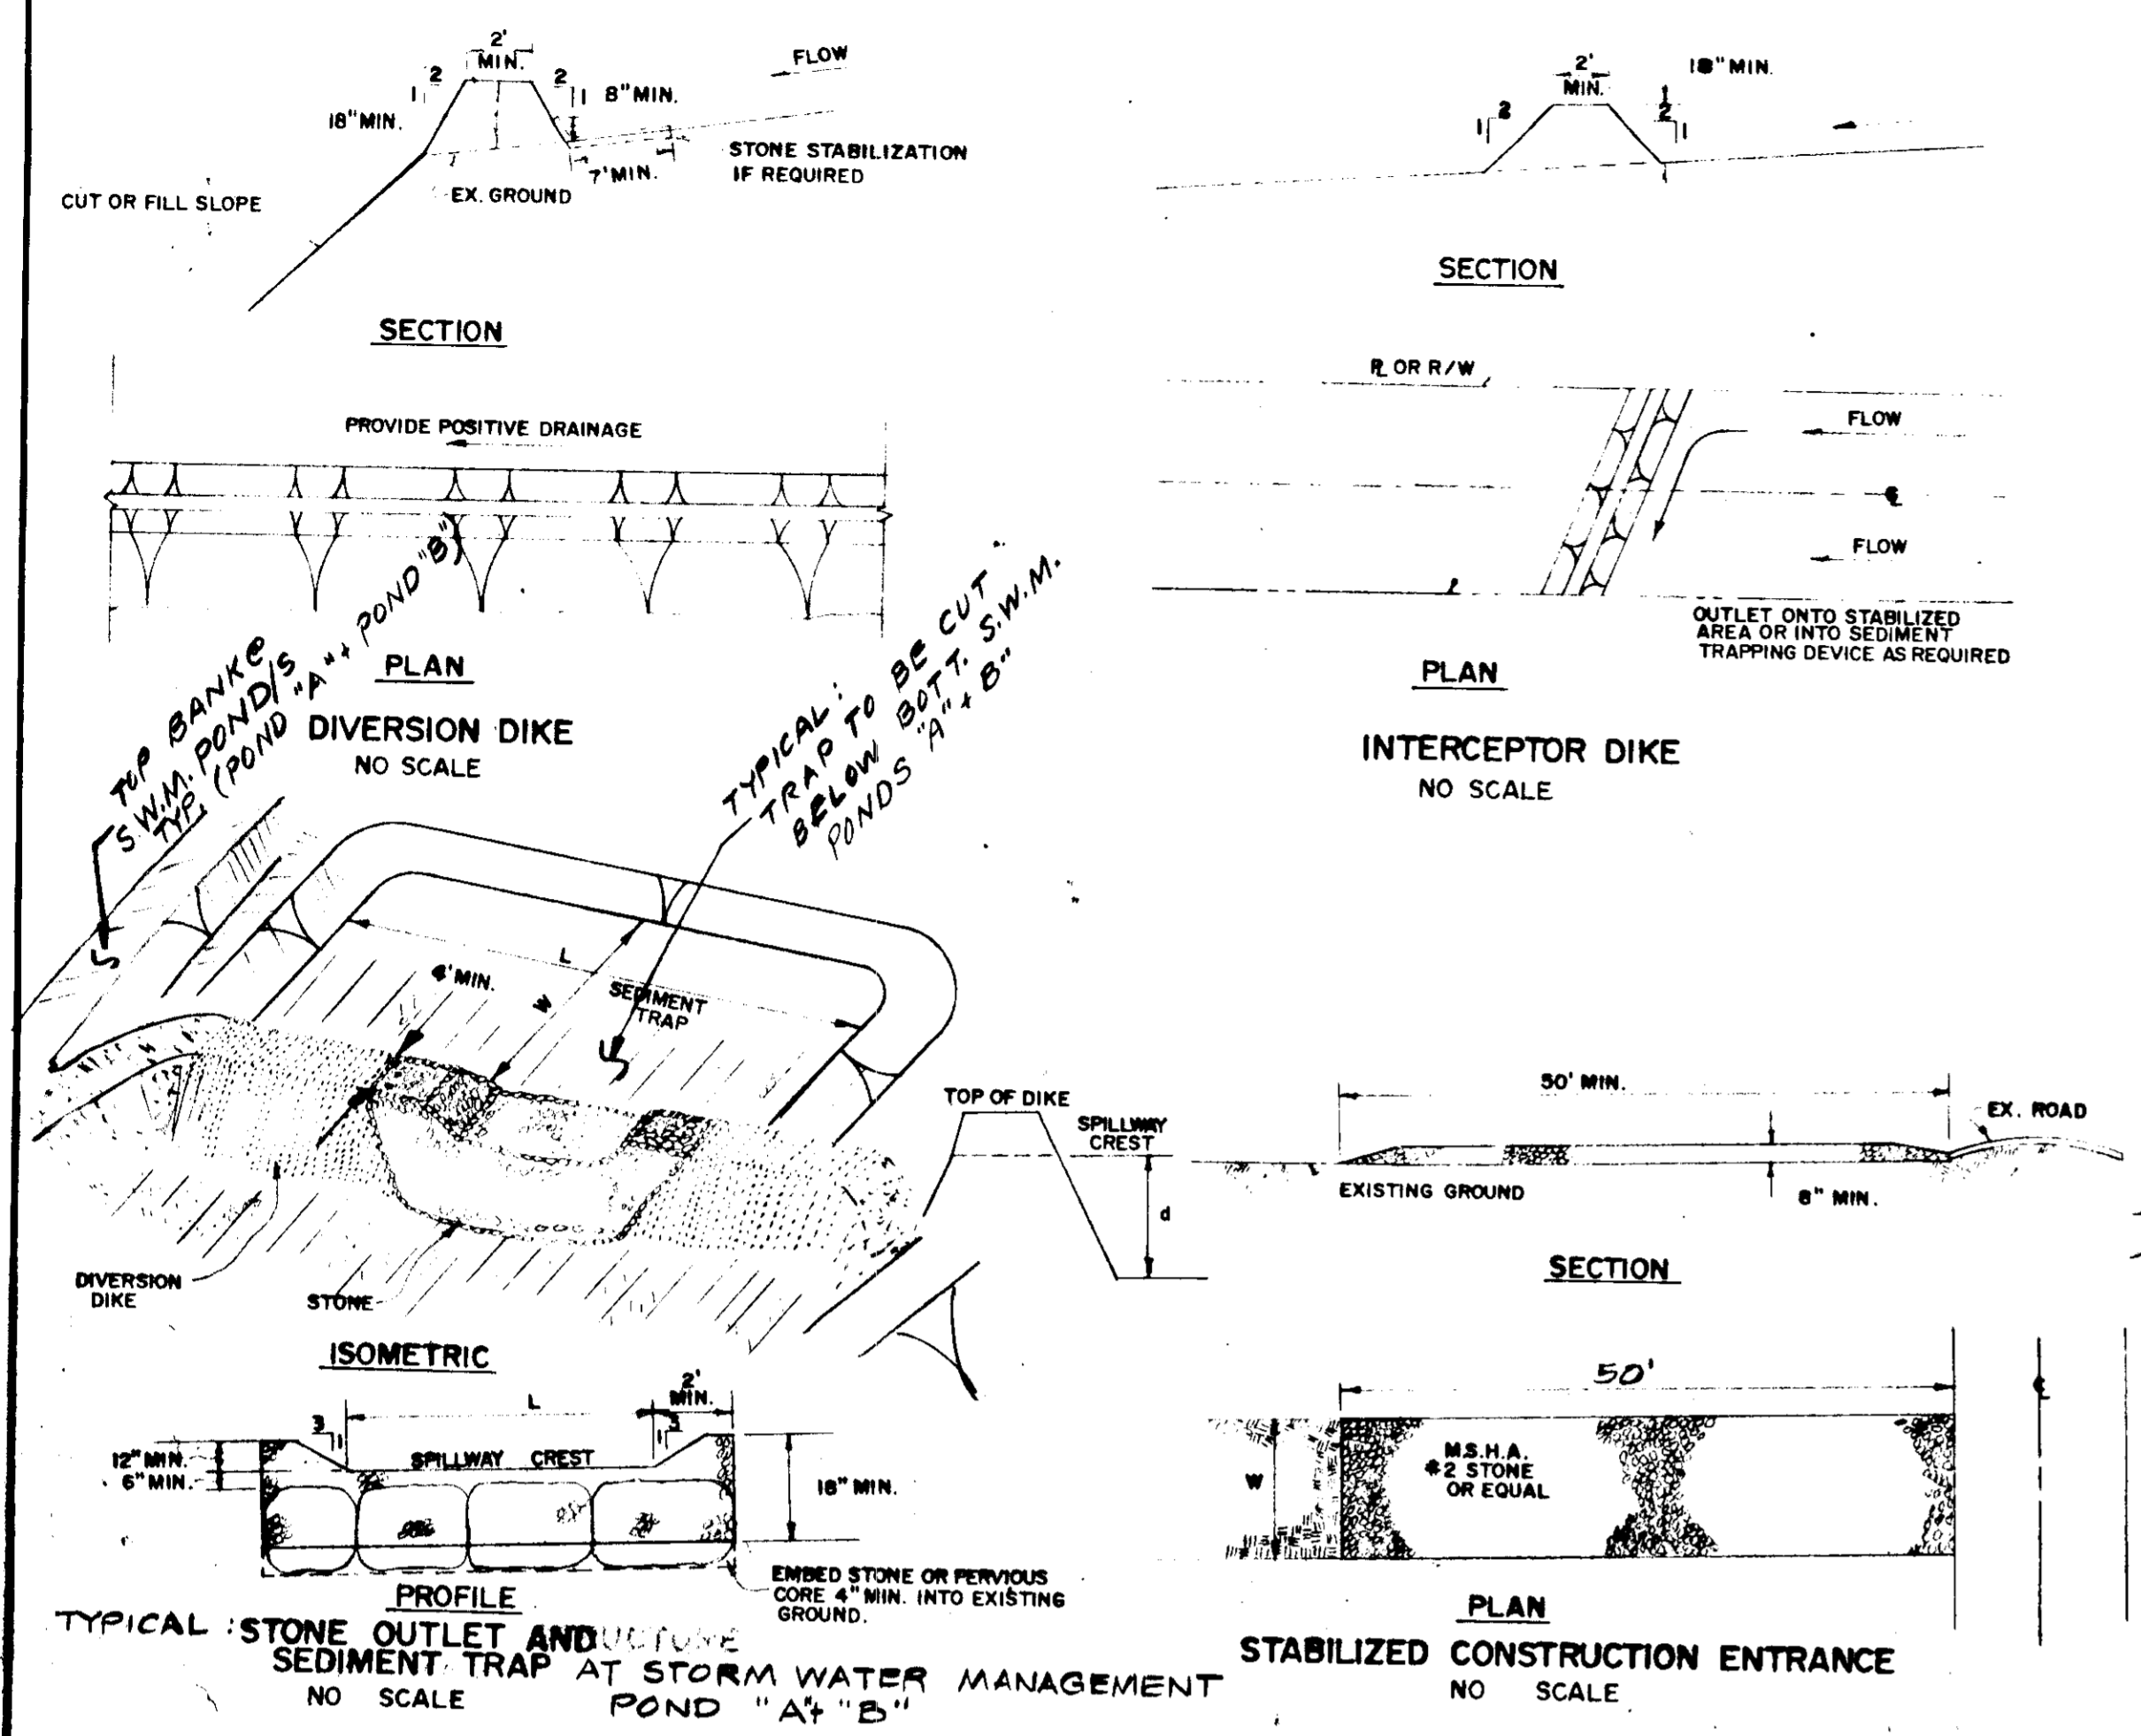 2'
MIN.
2
1
2
1
8"MIN.
FLOW
18"MIN.
STONE STABILIZATION
IF REQUIRED
7'MIN.
EX. GROUND
CUT OR FILL SLOPE
SECTION
PROVIDE POSITIVE DRAINAGE
PLAN
DIVERSION DIKE
NO SCALE
2'
MIN.
18"MIN.
2
1
2
1
SECTION
PL OR R/W
FLOW
CL
FLOW
OUTLET ONTO STABILIZED
AREA OR INTO SEDIMENT
TRAPPING DEVICE AS REQUIRED
PLAN
INTERCEPTOR DIKE
NO SCALE
TOP BANK @
S.W.M. POND/S
TYP. (POND "A" + POND "B")
TYPICAL:
TRAP TO BE CUT
BELOW BOTT. S.W.M.
PONDS "A" + B"
L
4'MIN.
W
SEDIMENT
TRAP
TOP OF DIKE
SPILLWAY
CREST
d
DIVERSION
DIKE
STONE
ISOMETRIC
L
2'
MIN.
3
1
3
1
12"MIN.
6"MIN.
SPILLWAY CREST
18" MIN.
EMBED STONE OR PERVIOUS
CORE 4" MIN. INTO EXISTING
GROUND.
PROFILE
TYPICAL : STONE OUTLET AND
SEDIMENT TRAP AT STORM WATER MANAGEMENT
NO SCALE POND "A"+ "B"
50' MIN.
EX. ROAD
EXISTING GROUND
8" MIN.
SECTION
50'
CL
M.S.H.A.
#2 STONE
OR EQUAL
W
PLAN
STABILIZED CONSTRUCTION ENTRANCE
NO SCALE